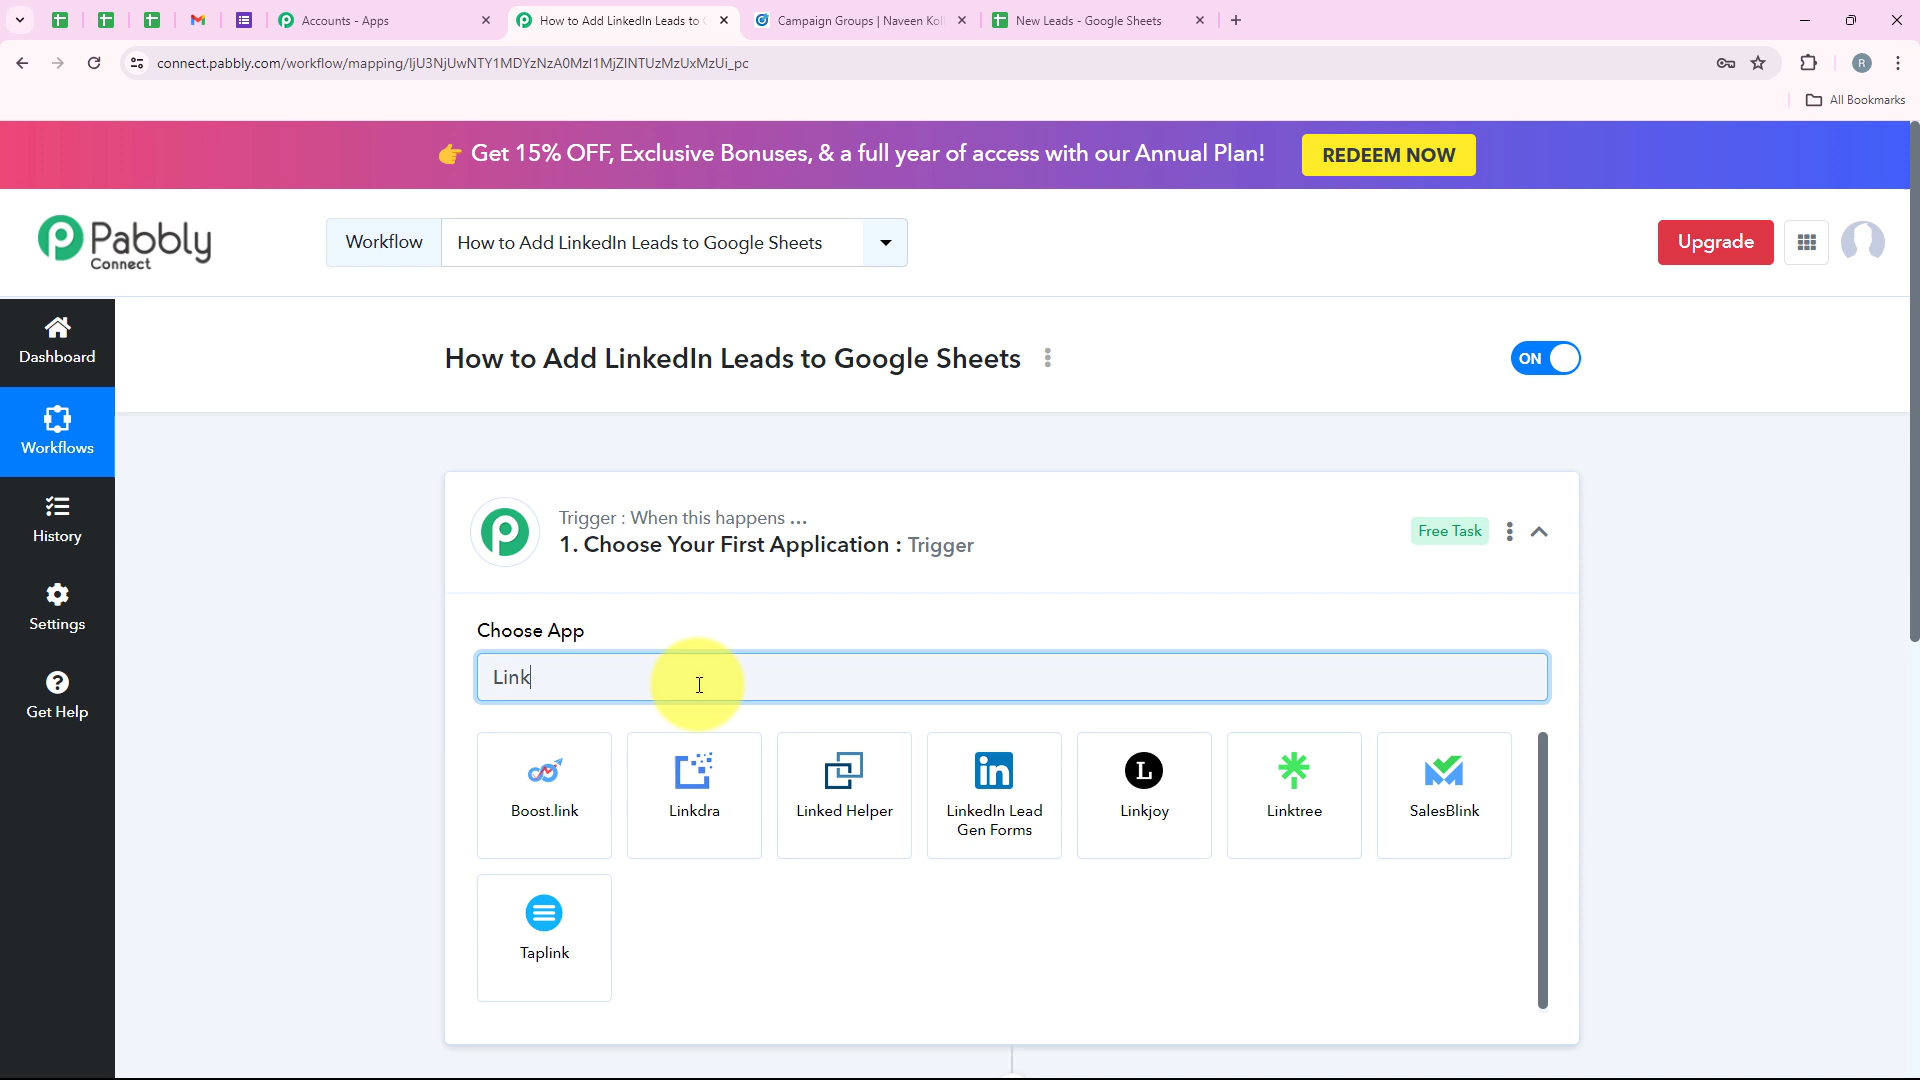 Accounts - Apps
How to Add LinkedIn Leads to
Campaign Groups | Naveen Kol
New Leads - Google Sheets
connect.pabbly.com/workflow/mapping/IjU3NjUwNTY1MDYzNzA0MzI1MjZlNTUzMzUxMzUi_pc
R
All Bookmarks
Get 15% OFF, Exclusive Bonuses, & a full year of access with our Annual Plan!
REDEEM NOW
Pabbly
Connect
Workflow
How to Add LinkedIn Leads to Google Sheets
Upgrade
Dashboard
Workflows
History
Settings
Get Help
How to Add LinkedIn Leads to Google Sheets
ON
Trigger : When this happens ...
1. Choose Your First Application : Trigger
Free Task
Choose App
Link
Boost.link
Linkdra
Linked Helper
LinkedIn Lead
Gen Forms
Linkjoy
Linktree
SalesBlink
Taplink